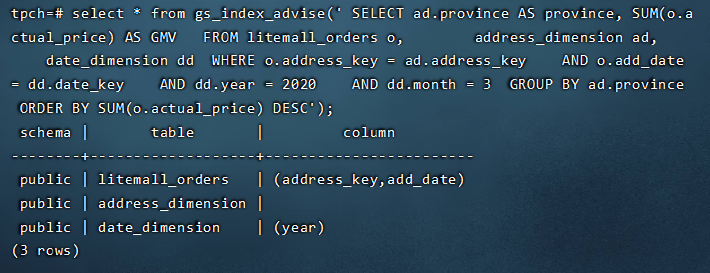 tpch=# select * from gs_index_advise(' SELECT ad.province AS province, SUM(o.a
ctual_price) AS GMV   FROM litemall_orders o,        address_dimension ad,
    date_dimension dd  WHERE o.address_key = ad.address_key    AND o.add_date
= dd.date_key    AND dd.year = 2020    AND dd.month = 3  GROUP BY ad.province
 ORDER BY SUM(o.actual_price) DESC');
 schema |       table       |         column
--------+-------------------+------------------------
 public | litemall_orders   | (address_key,add_date)
 public | address_dimension |
 public | date_dimension    | (year)
(3 rows)